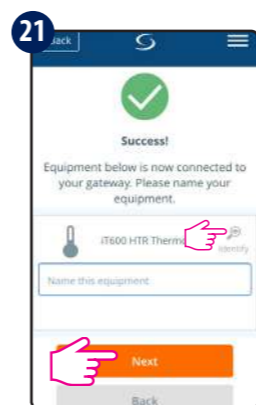 21
Back
Success!
Equipment below is now connected to
your gateway. Please name your
equipment.
iT600 HTR Thermo
Identify
Name this equipment
Next
Back